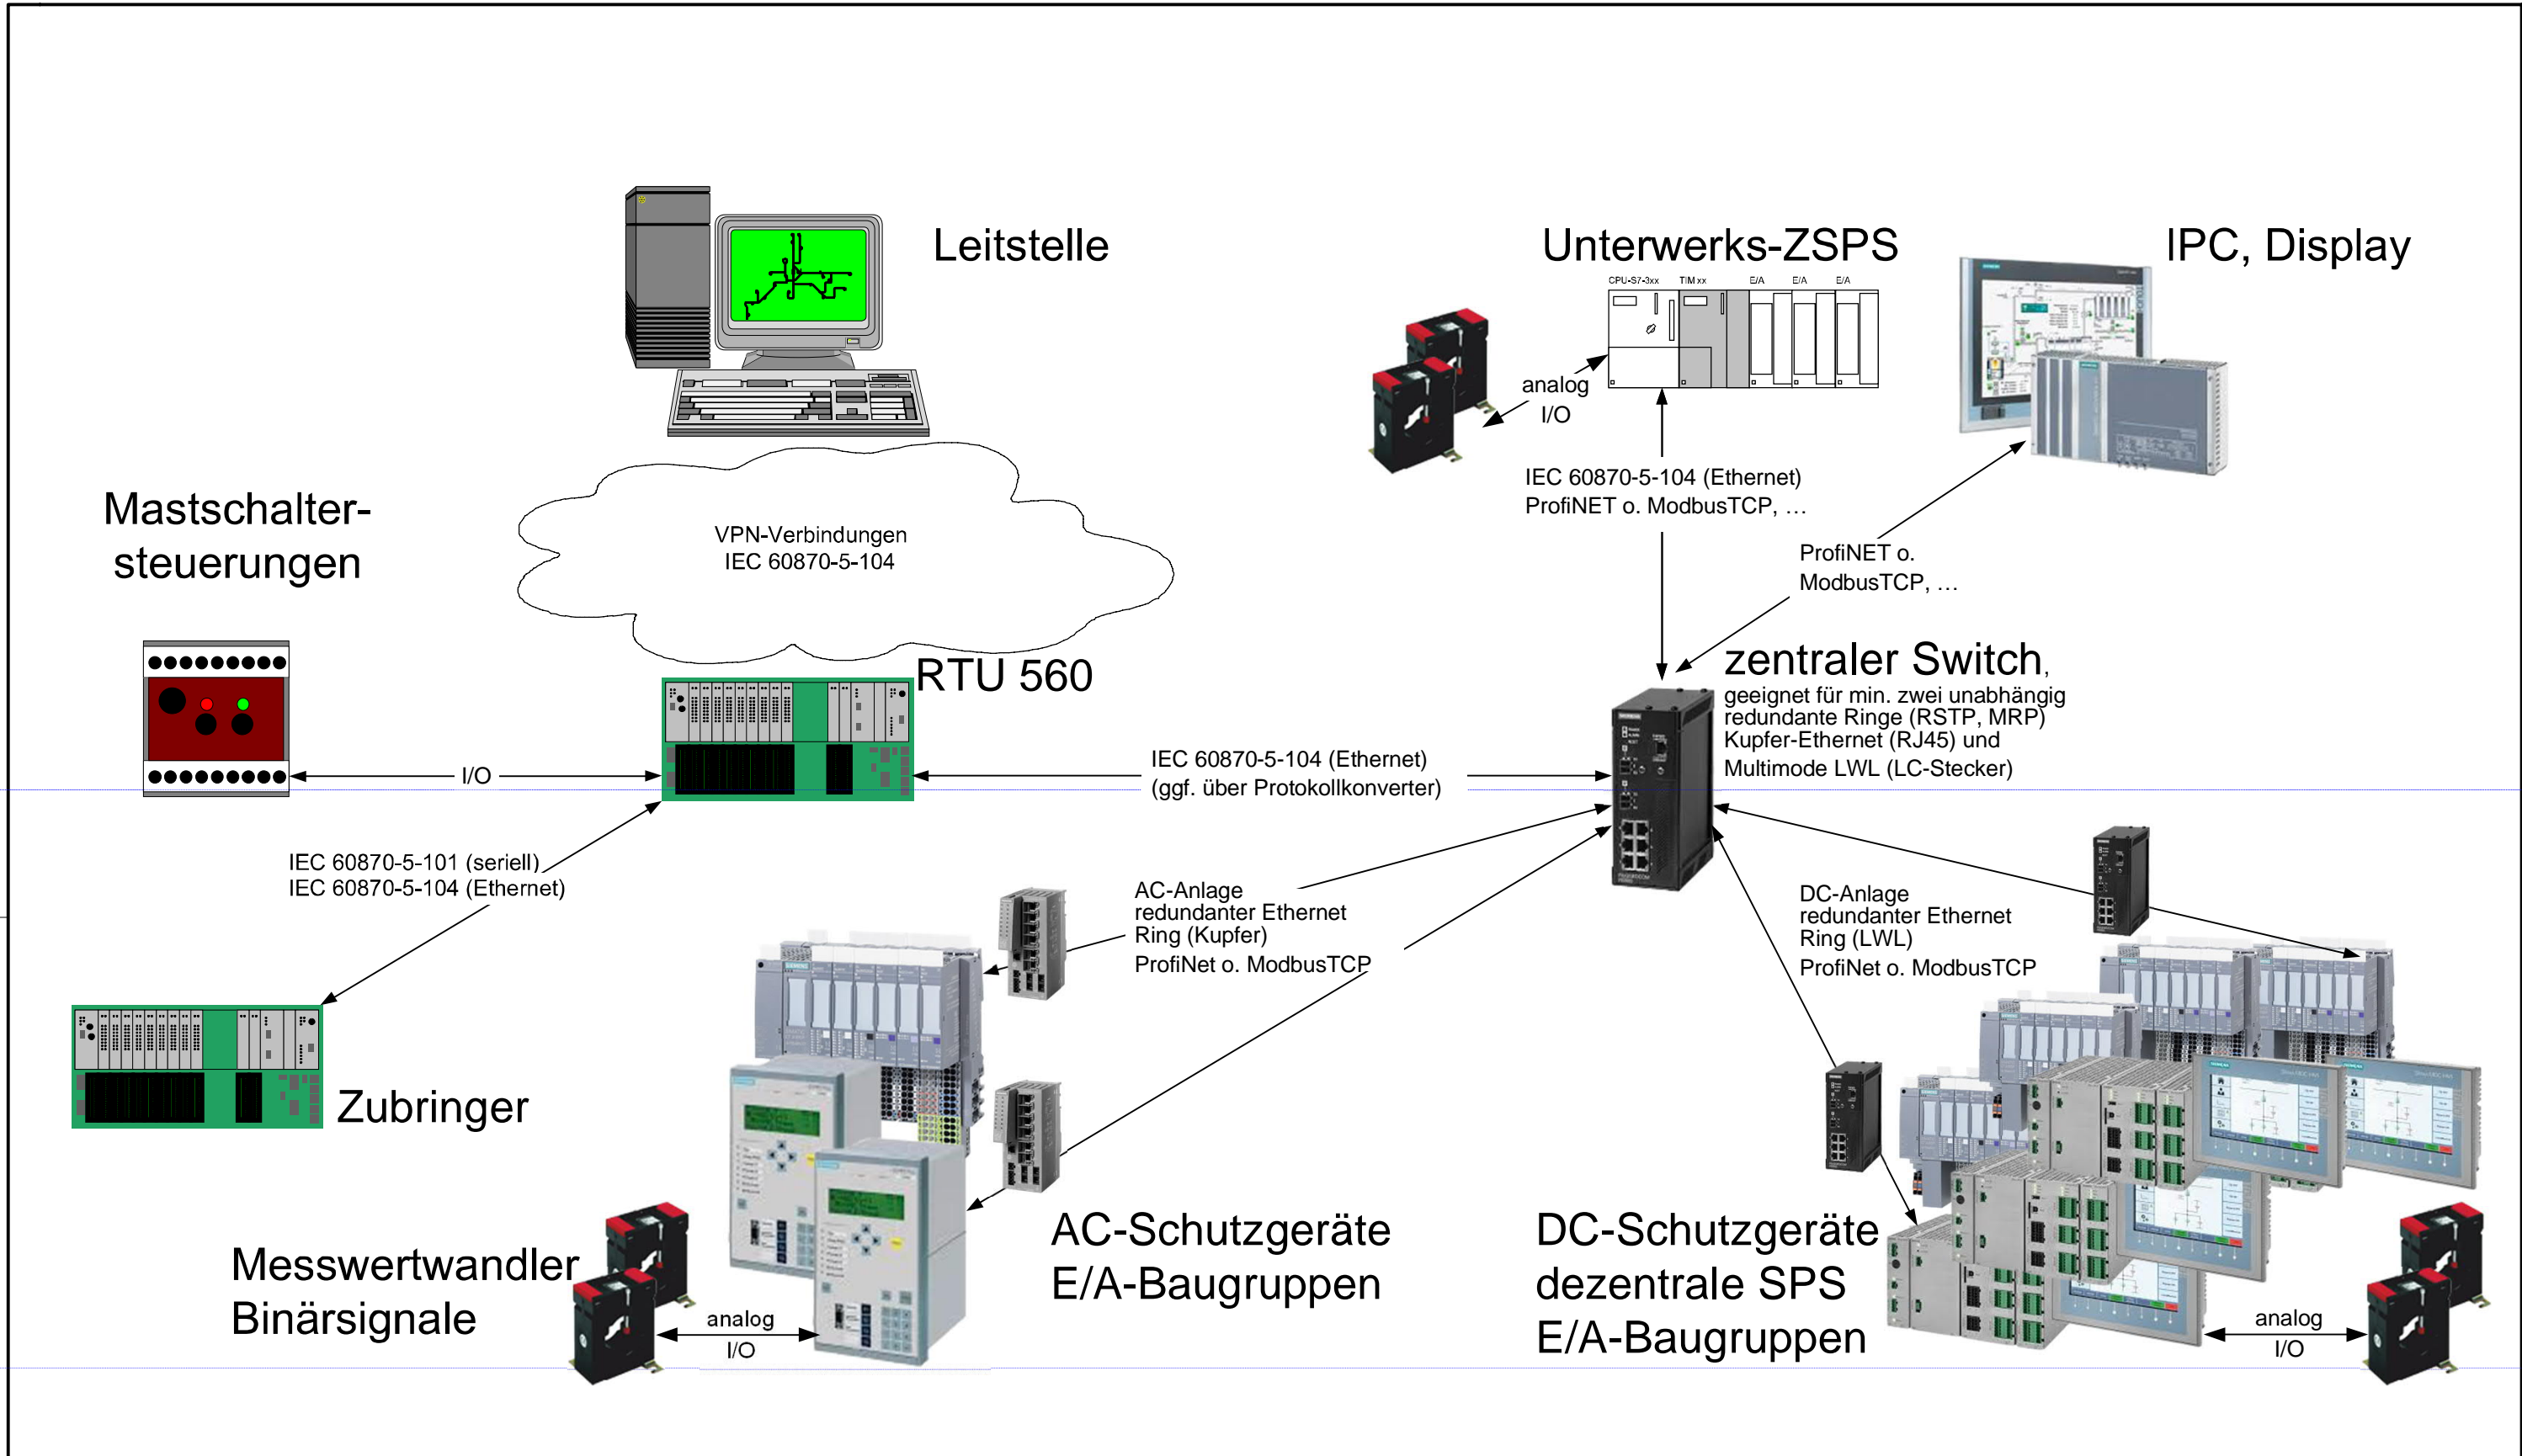 Leitstelle
Unterwerks-ZSPS
IPC, Display
CPU-S7-3xx
TIM xx
E/A
E/A
E/A
analog
I/O
IEC 60870-5-104 (Ethernet)
ProfiNET o. ModbusTCP, …
Mastschalter-
steuerungen
VPN-Verbindungen
IEC 60870-5-104
ProfiNET o.
ModbusTCP, …
RTU 560
zentraler Switch,
geeignet für min. zwei unabhängig
redundante Ringe (RSTP, MRP)
Kupfer-Ethernet (RJ45) und
Multimode LWL (LC-Stecker)
I/O
IEC 60870-5-104 (Ethernet)
(ggf. über Protokollkonverter)
IEC 60870-5-101 (seriell)
IEC 60870-5-104 (Ethernet)
AC-Anlage
redundanter Ethernet
Ring (Kupfer)
ProfiNet o. ModbusTCP
DC-Anlage
redundanter Ethernet
Ring (LWL)
ProfiNet o. ModbusTCP
Zubringer
Messwertwandler
Binärsignale
analog
I/O
AC-Schutzgeräte
E/A-Baugruppen
DC-Schutzgeräte
dezentrale SPS
E/A-Baugruppen
analog
I/O